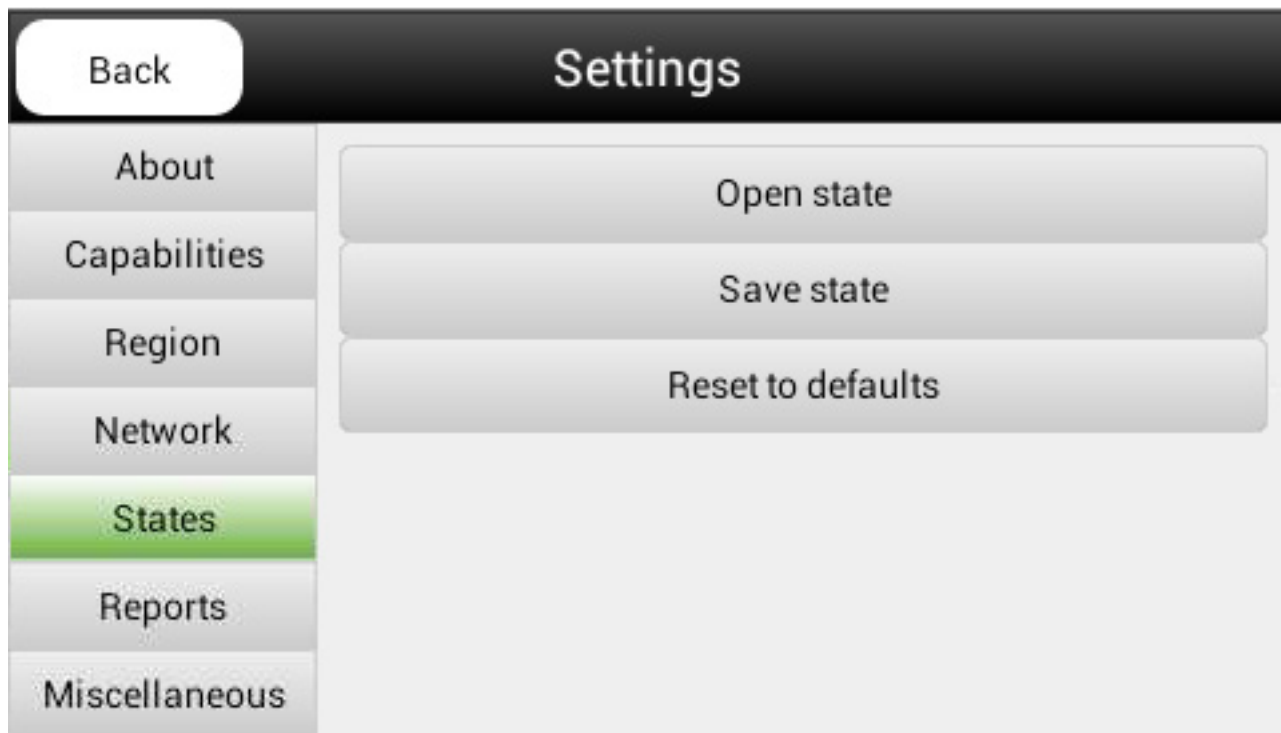 Back
Settings
About
Capabilities
Region
Network
States
Reports
Miscellaneous
Open state
Save state
Reset to defaults